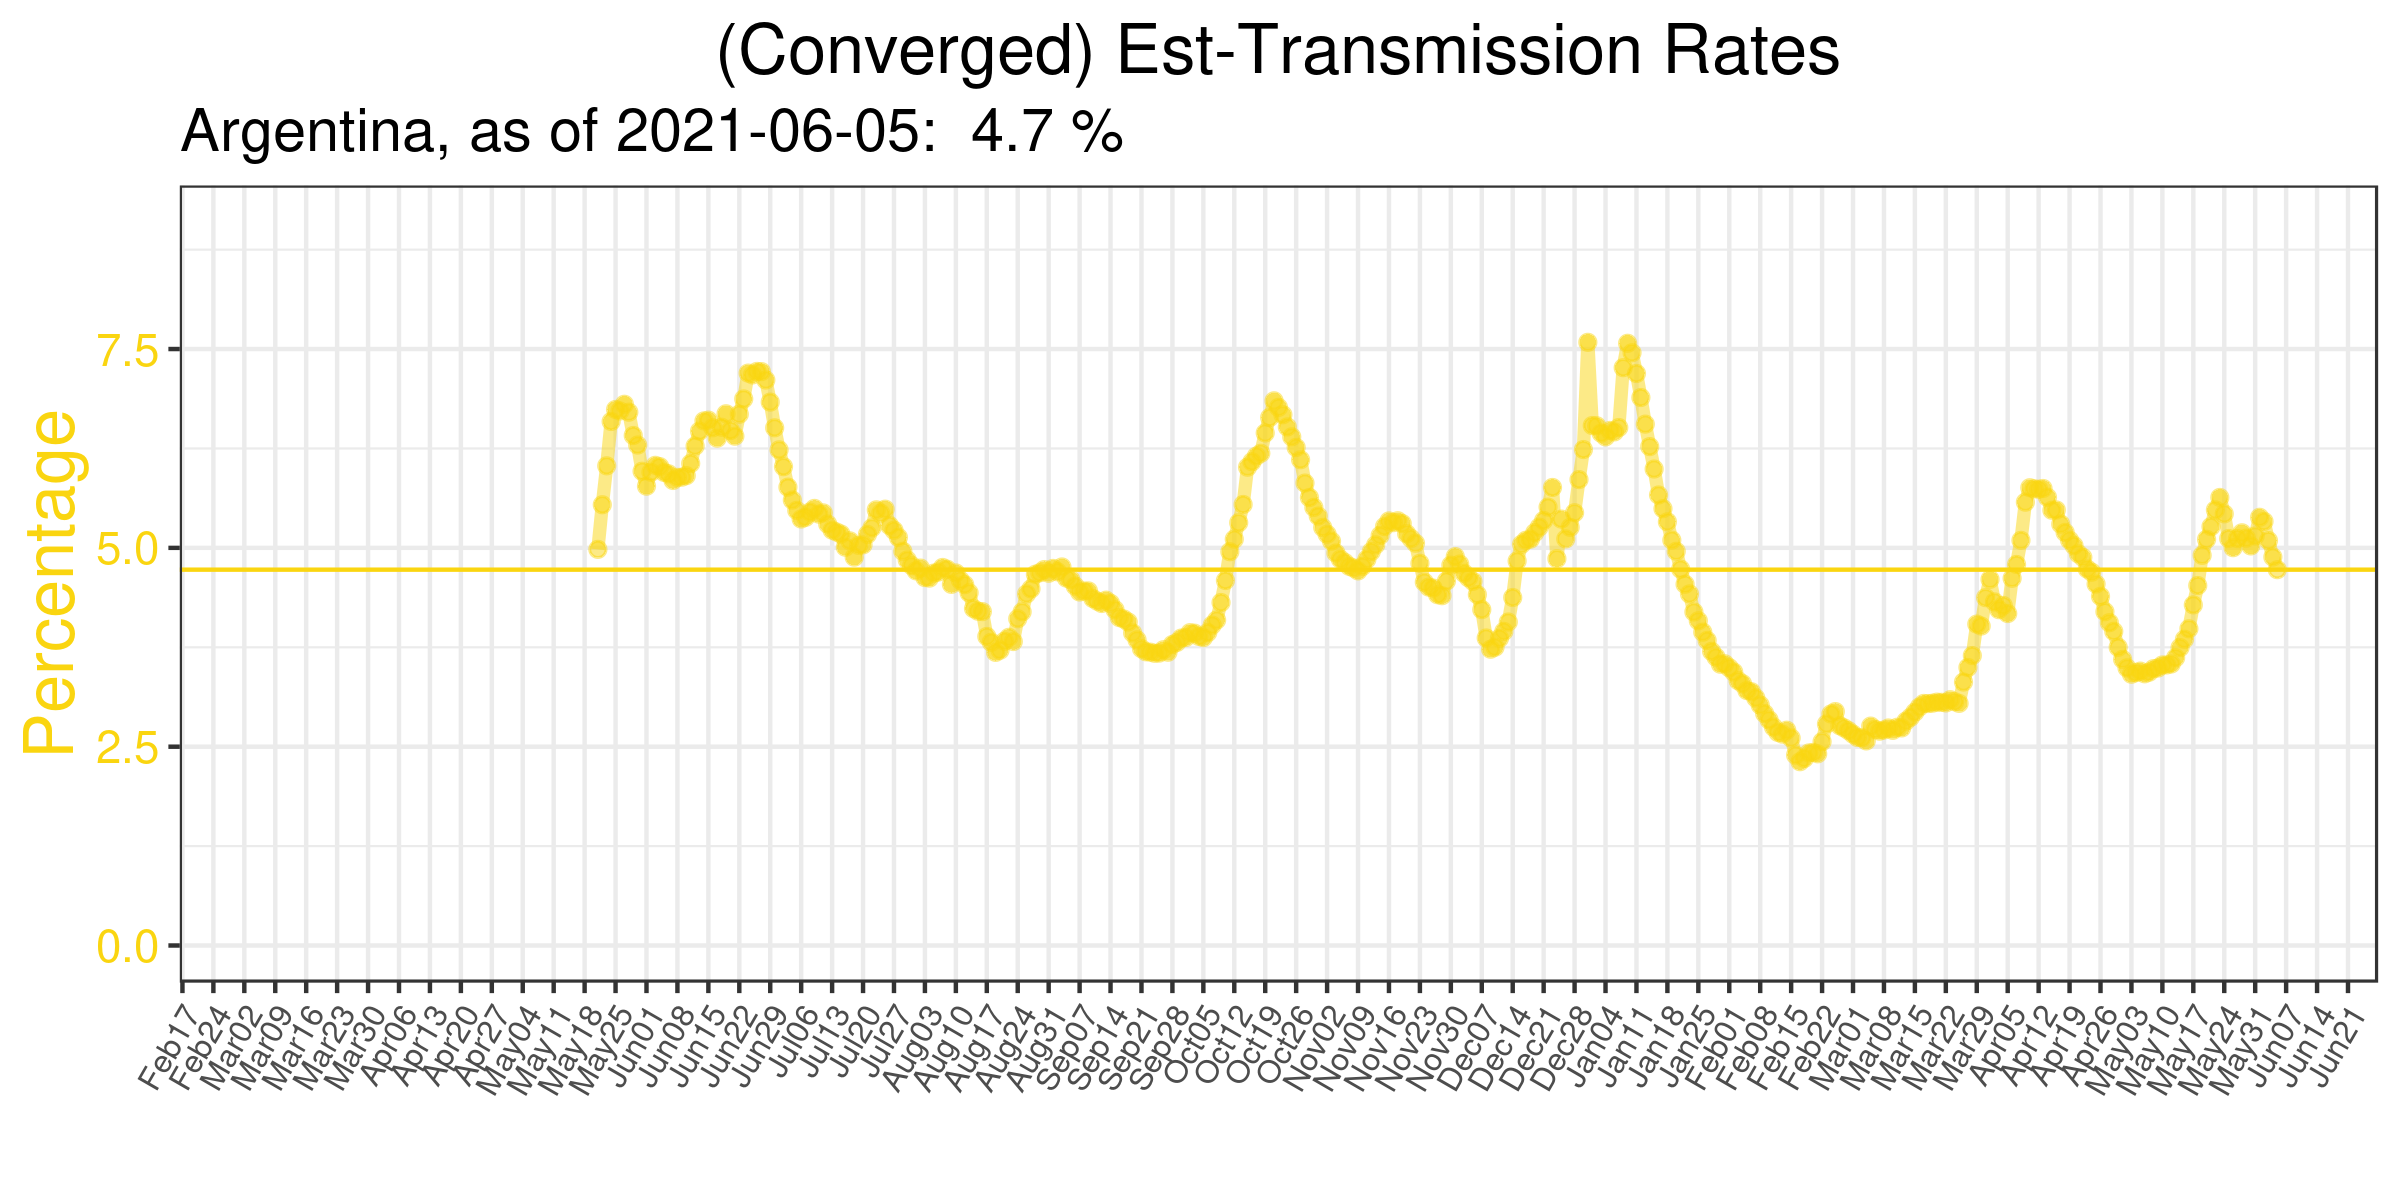 (Converged) Est-Transmission Rates
Argentina, as of 2021-06-05:  4.7 %
Percentage
7.5
5.0
2.5
0.0
Feb17
Feb24
Mar02
Mar09
Mar16
Mar23
Mar30
Apr06
Apr13
Apr20
Apr27
May04
May11
May18
May25
Jun01
Jun08
Jun15
Jun22
Jun29
Jul06
Jul13
Jul20
Jul27
Aug03
Aug10
Aug17
Aug24
Aug31
Sep07
Sep14
Sep21
Sep28
Oct05
Oct12
Oct19
Oct26
Nov02
Nov09
Nov16
Nov23
Nov30
Dec07
Dec14
Dec21
Dec28
Jan04
Jan11
Jan18
Jan25
Feb01
Feb08
Feb15
Feb22
Mar01
Mar08
Mar15
Mar22
Mar29
Apr05
Apr12
Apr19
Apr26
May03
May10
May17
May24
May31
Jun07
Jun14
Jun21